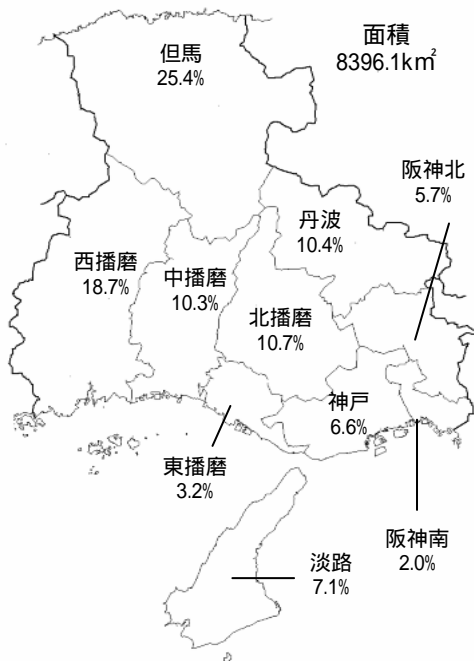 面積
8396.1k㎡
但馬
25.4%
阪神北
5.7%
丹波
10.4%
西播磨
18.7%
中播磨
10.3%
北播磨
10.7%
神戸
6.6%
東播磨
3.2%
阪神南
2.0%
淡路
7.1%